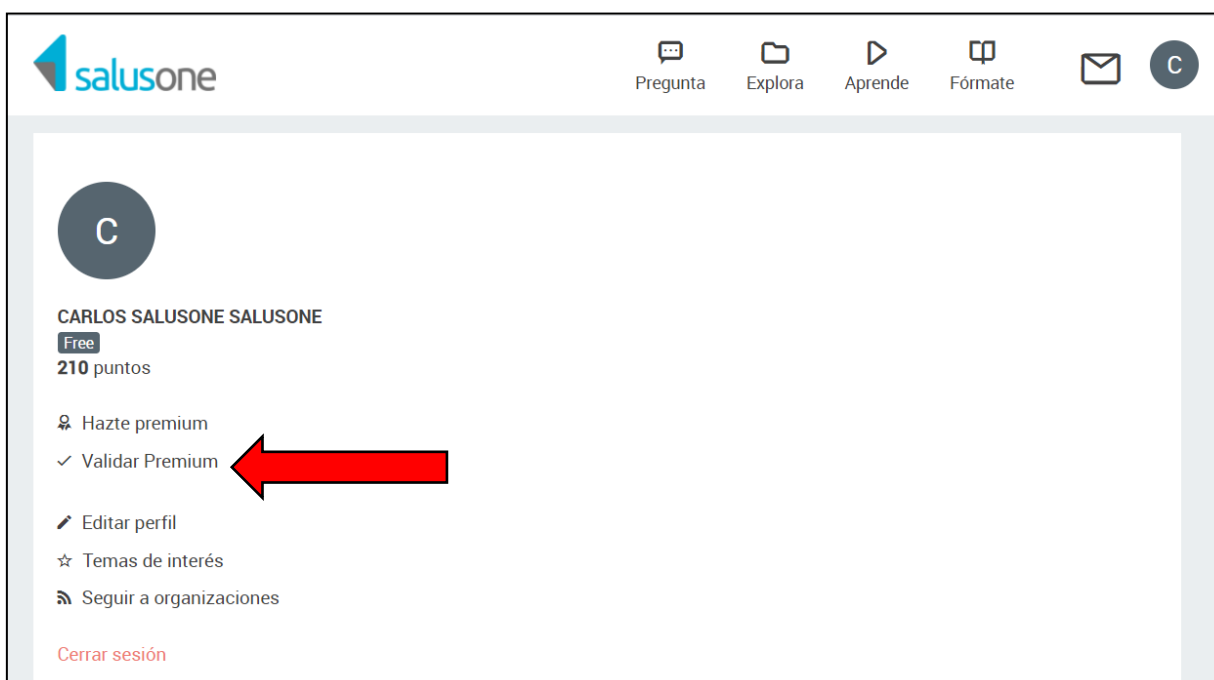 salusone
Pregunta
Explora
Aprende
Fórmate
C
C
CARLOS SALUSONE SALUSONE
Free
210 puntos
Hazte premium
Validar Premium
Editar perfil
Temas de interés
Seguir a organizaciones
Cerrar sesión